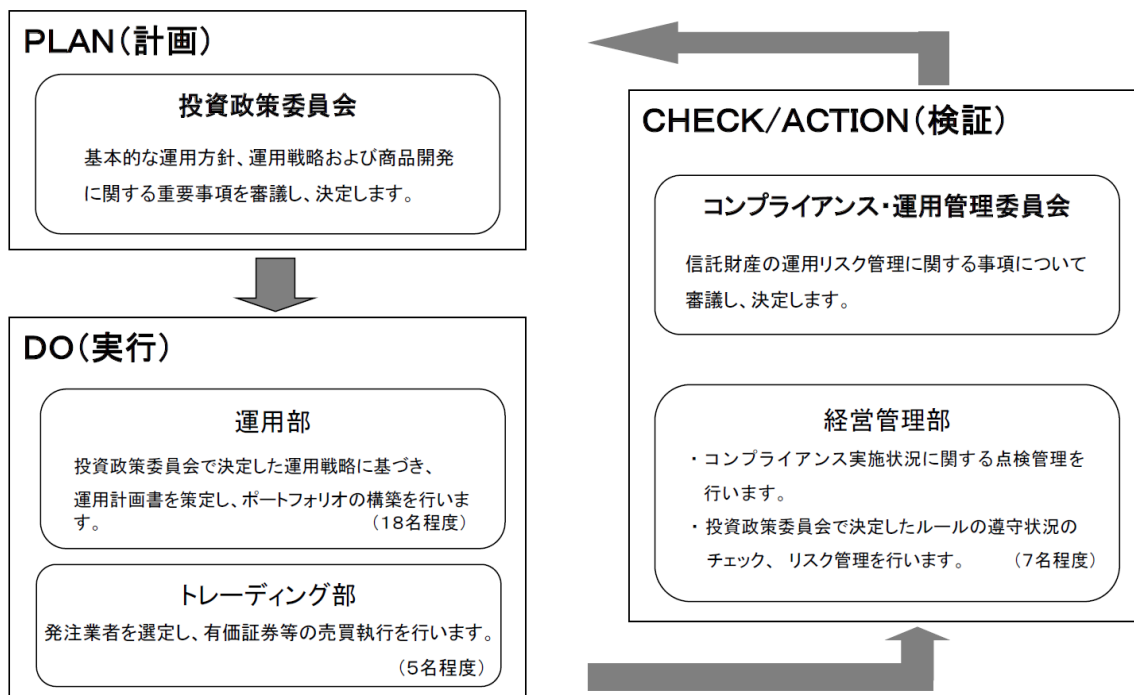 PLAN(計画)
投資政策委員会
基本的な運用方針、運用戦略および商品開発
に関する重要事項を審議し、決定します。
DO(実行)
運用部
投資政策委員会で決定した運用戦略に基づき、
運用計画書を策定し、ポートフォリオの構築を行いま
す。 (18名程度)
トレーディング部
発注業者を選定し、有価証券等の売買執行を行います。
(5名程度)
CHECK/ACTION(検証)
コンプライアンス・運用管理委員会
信託財産の運用リスク管理に関する事項について
審議し、決定します。
経営管理部
・コンプライアンス実施状況に関する点検管理を
行います。
・投資政策委員会で決定したルールの遵守状況の
チェック、リスク管理を行います。 (7名程度)